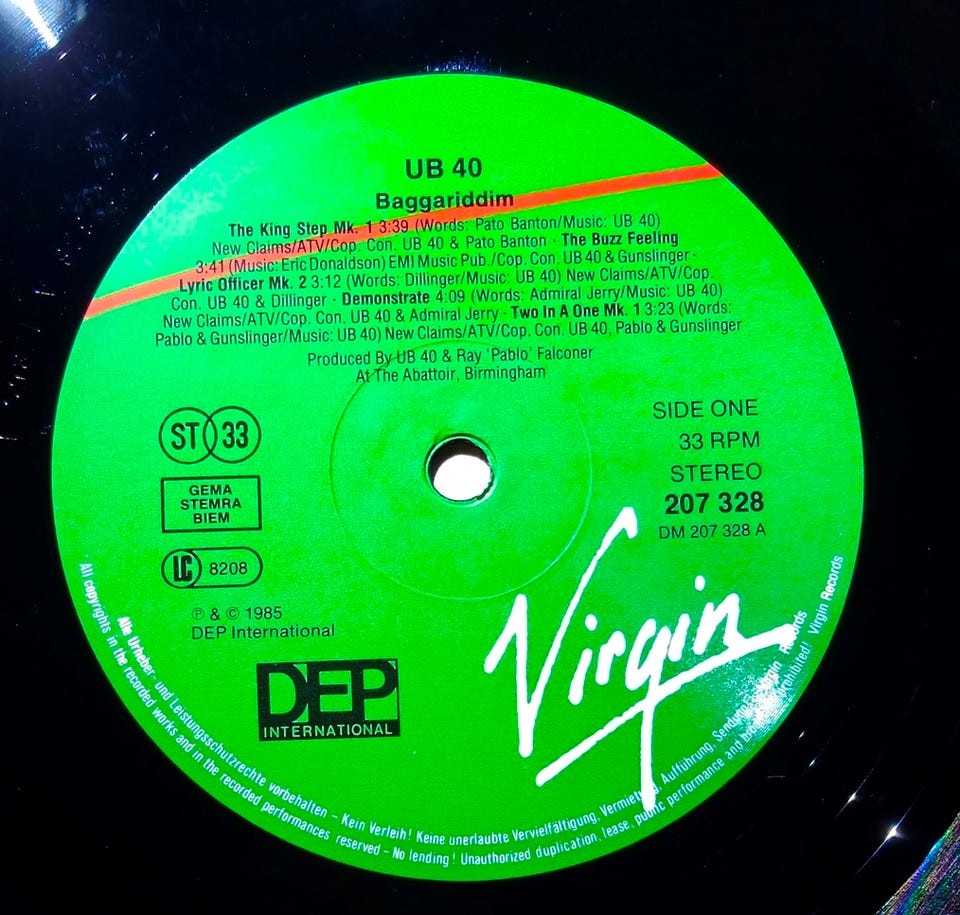 UB 40
Baggariddim
The King Step Mk. 1 3:39 (Words: Pato Banton/Music: UB 40)
New Claims/ATV/Cop. Con. UB 40 & Pato Banton · The Buzz Feeling
3:41 (Music: Eric Donaldson) EMI Music Pub./Cop. Con. UB 40 & Gunslinger ·
Lyric Officer Mk. 2 3:12 (Words: Dillinger/Music: UB 40) New Claims/ATV/Cop.
Con. UB 40 & Dillinger · Demonstrate 4:09 (Words: Admiral Jerry/Music: UB 40)
New Claims/ATV/Cop. Con. UB 40 & Admiral Jerry · Two In A One Mk. 1 3:23 (Words:
Pablo & Gunslinger/Music: UB 40) New Claims/ATV/Cop. Con. UB 40, Pablo & Gunslinger
Produced By UB 40 & Ray 'Pablo' Falconer
At The Abattoir, Birmingham
ST 33
GEMA
STEMRA
BIEM
LC 8208
SIDE ONE
33 RPM
STEREO
207 328
DM 207 328 A
℗ & © 1985
DEP International
DEP
INTERNATIONAL
Virgin
Alle Urheber- und Leistungsschutzrechte vorbehalten – Kein Verleih! Keine unerlaubte Vervielfältigung, Vermietung, Aufführung, Sendung! Virgin Records
All copyrights in the recorded works and in the recorded performances reserved – No lending! Unauthorized duplication, lease, public performance and prohibited! Virgin Records